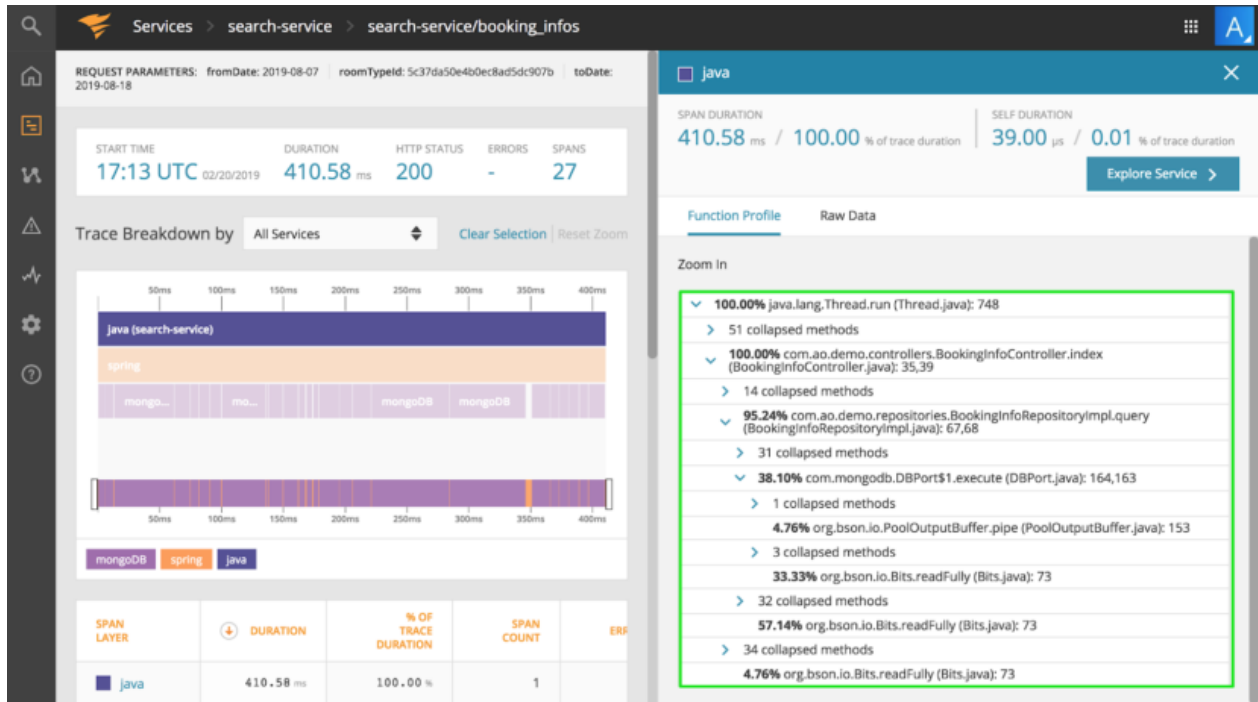 Services > search-service > search-service/booking_infos
A
REQUEST PARAMETERS: fromDate: 2019-08-07 roomTypeId: 5c37da50e4b0ec8ad5dc907b toDate:
2019-08-18
START TIME DURATION HTTP STATUS ERRORS SPANS
17:13 UTC 02/20/2019 410.58 ms 200 - 27
Trace Breakdown by All Services Clear Selection Reset Zoom
50ms 100ms 150ms 200ms 250ms 300ms 350ms 400ms
java (search-service)
spring
mongo... mo... mongoDB mongoDB
50ms 100ms 150ms 200ms 250ms 300ms 350ms 400ms
mongoDB spring java
SPAN LAYER DURATION % OF TRACE DURATION SPAN COUNT ERR
java 410.58 ms 100.00 % 1
java
SPAN DURATION SELF DURATION
410.58 ms / 100.00 % of trace duration 39.00 µs / 0.01 % of trace duration
Explore Service >
Function Profile Raw Data
Zoom In
100.00% java.lang.Thread.run (Thread.java): 748
51 collapsed methods
100.00% com.ao.demo.controllers.BookingInfoController.index
(BookingInfoController.java): 35,39
14 collapsed methods
95.24% com.ao.demo.repositories.BookingInfoRepositoryImpl.query
(BookingInfoRepositoryImpl.java): 67,68
31 collapsed methods
38.10% com.mongodb.DBPort$1.execute (DBPort.java): 164,163
1 collapsed methods
4.76% org.bson.io.PoolOutputBuffer.pipe (PoolOutputBuffer.java): 153
3 collapsed methods
33.33% org.bson.io.Bits.readFully (Bits.java): 73
32 collapsed methods
57.14% org.bson.io.Bits.readFully (Bits.java): 73
34 collapsed methods
4.76% org.bson.io.Bits.readFully (Bits.java): 73